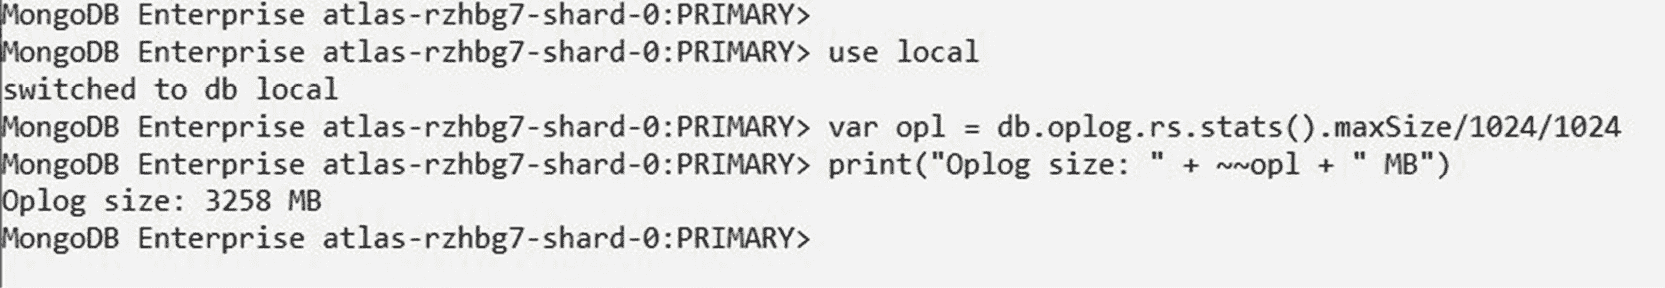 MongoDB Enterprise atlas-rzhbg7-shard-0:PRIMARY>
MongoDB Enterprise atlas-rzhbg7-shard-0:PRIMARY> use local
switched to db local
MongoDB Enterprise atlas-rzhbg7-shard-0:PRIMARY> var opl = db.oplog.rs.stats().maxSize/1024/1024
MongoDB Enterprise atlas-rzhbg7-shard-0:PRIMARY> print("Oplog size: " + ~~opl + " MB")
Oplog size: 3258 MB
MongoDB Enterprise atlas-rzhbg7-shard-0:PRIMARY>